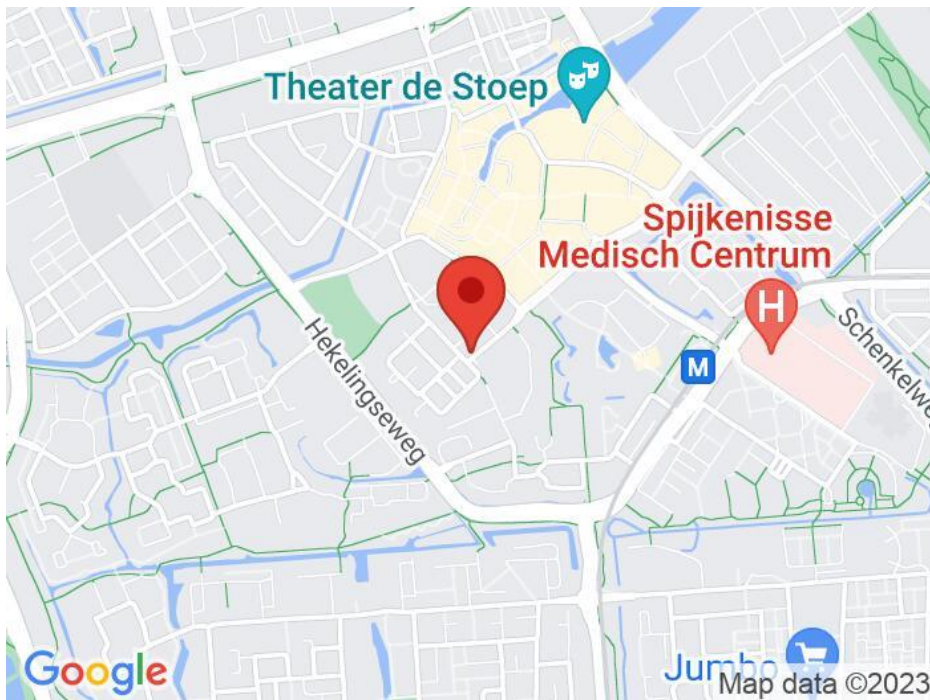 Theater de Stoep
Spijkenisse
Medisch Centrum
H
Hekelingseweg
M
Schenkelwe
Google
Jumbo
Map data ©2023